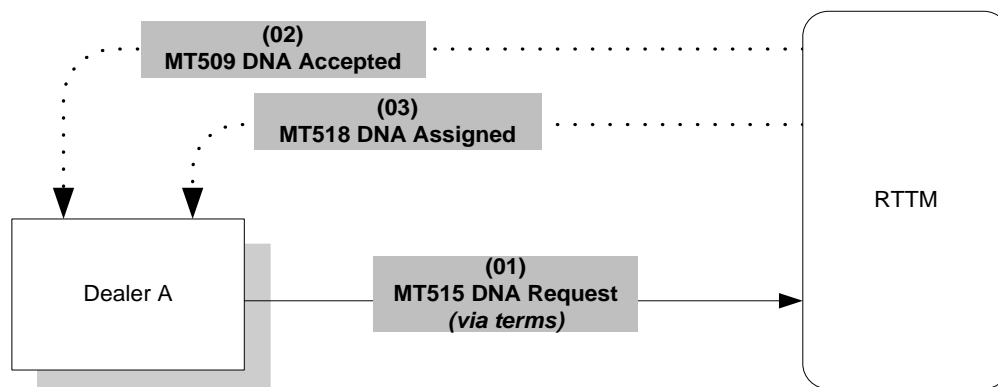 (02)
MT509 DNA Accepted
(03)
MT518 DNA Assigned
RTTM
Dealer A
(01)
MT515 DNA Request
(via terms)